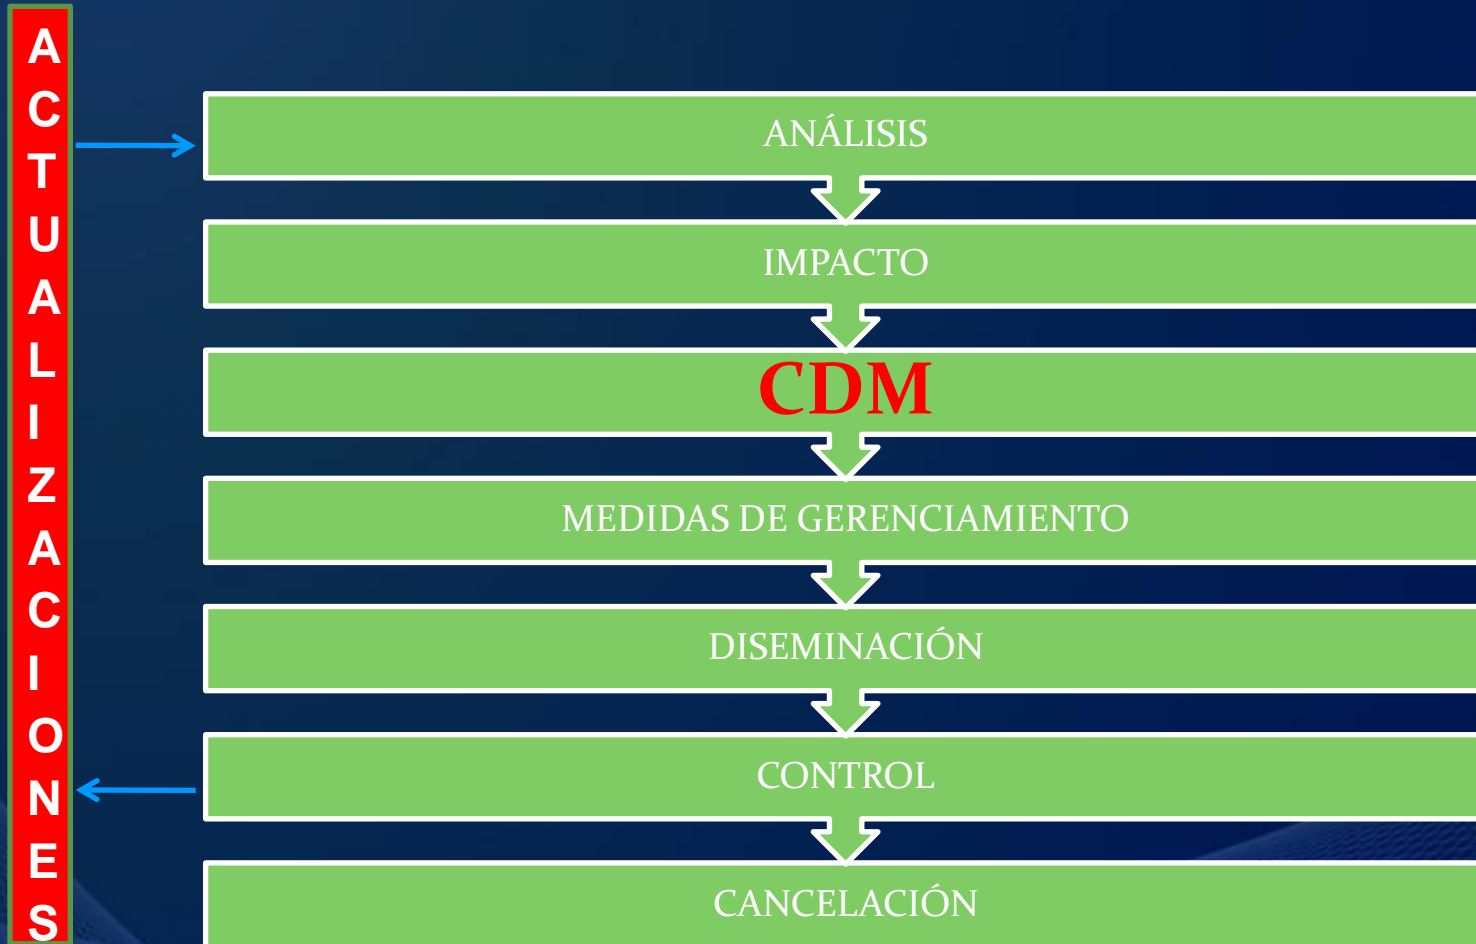 ACTUALIZACIONES
ANÁLISIS
IMPACTO
CDM
MEDIDAS DE GERENCIAMIENTO
DISEMINACIÓN
CONTROL
CANCELACIÓN